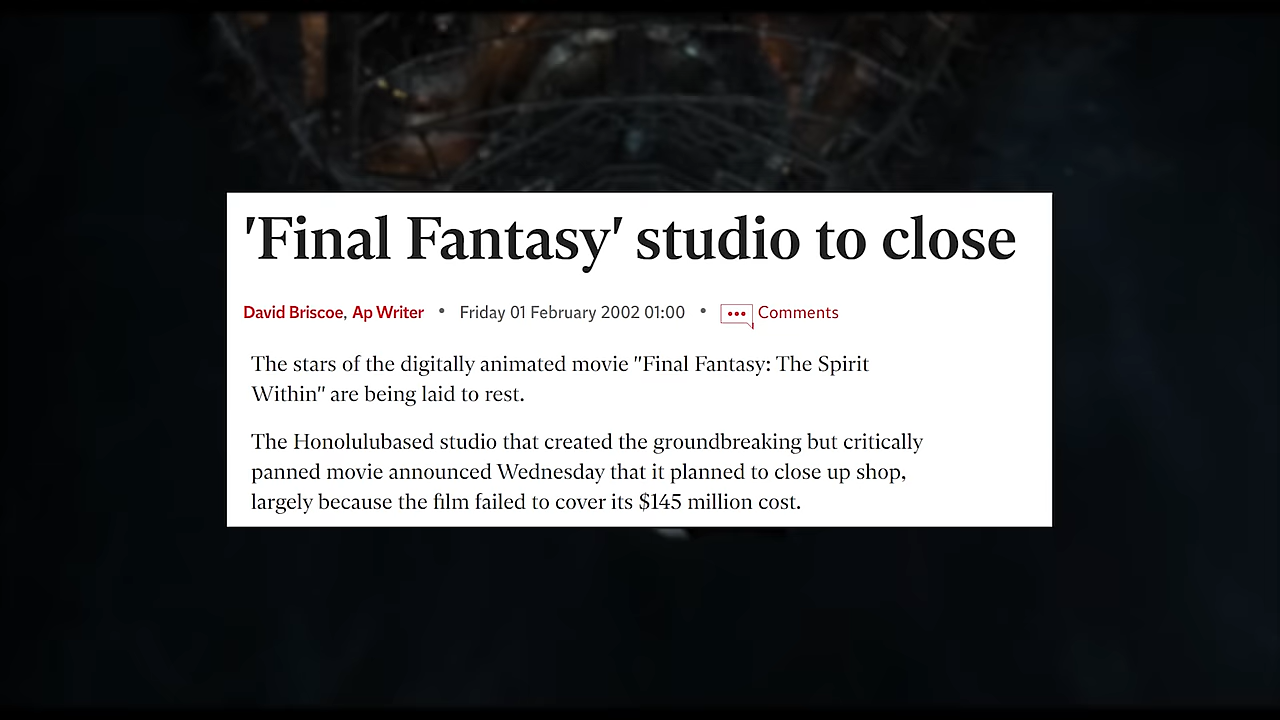 'Final Fantasy' studio to close
David Briscoe, Ap Writer • Friday 01 February 2002 01:00 • Comments
The stars of the digitally animated movie "Final Fantasy: The Spirit
Within" are being laid to rest.
The Honolulubased studio that created the groundbreaking but critically
panned movie announced Wednesday that it planned to close up shop,
largely because the film failed to cover its $145 million cost.